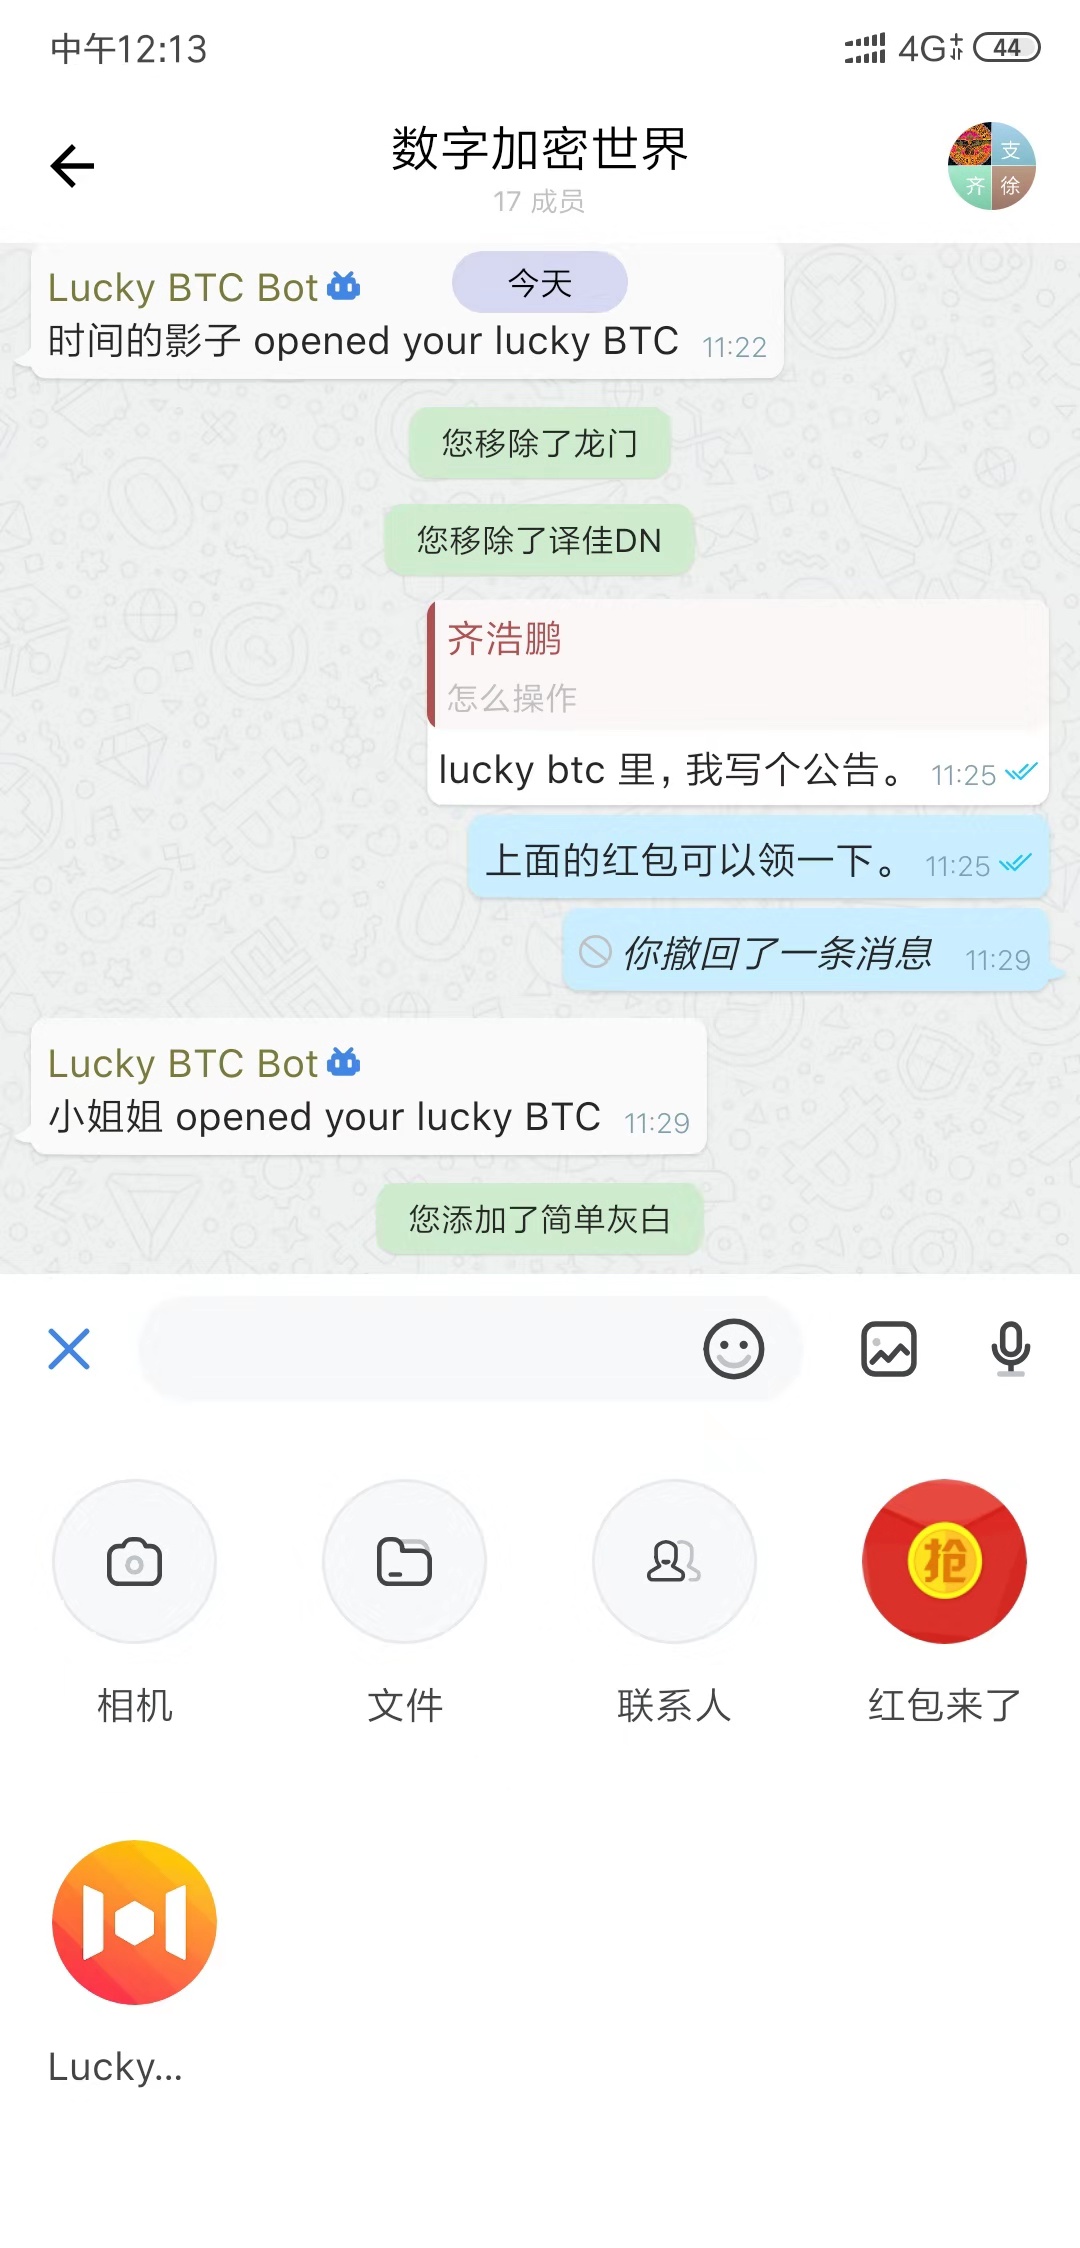 中午12:13
4G
44
数字加密世界
17 成员
支
齐
徐
今天
Lucky BTC Bot
时间的影子 opened your lucky BTC 11:22
您移除了龙门
您移除了译佳DN
齐浩鹏
怎么操作
lucky btc 里, 我写个公告。 11:25
上面的红包可以领一下。 11:25
你撤回了一条消息 11:29
Lucky BTC Bot
小姐姐 opened your lucky BTC 11:29
您添加了简单灰白
抢
相机
文件
联系人
红包来了
Lucky...